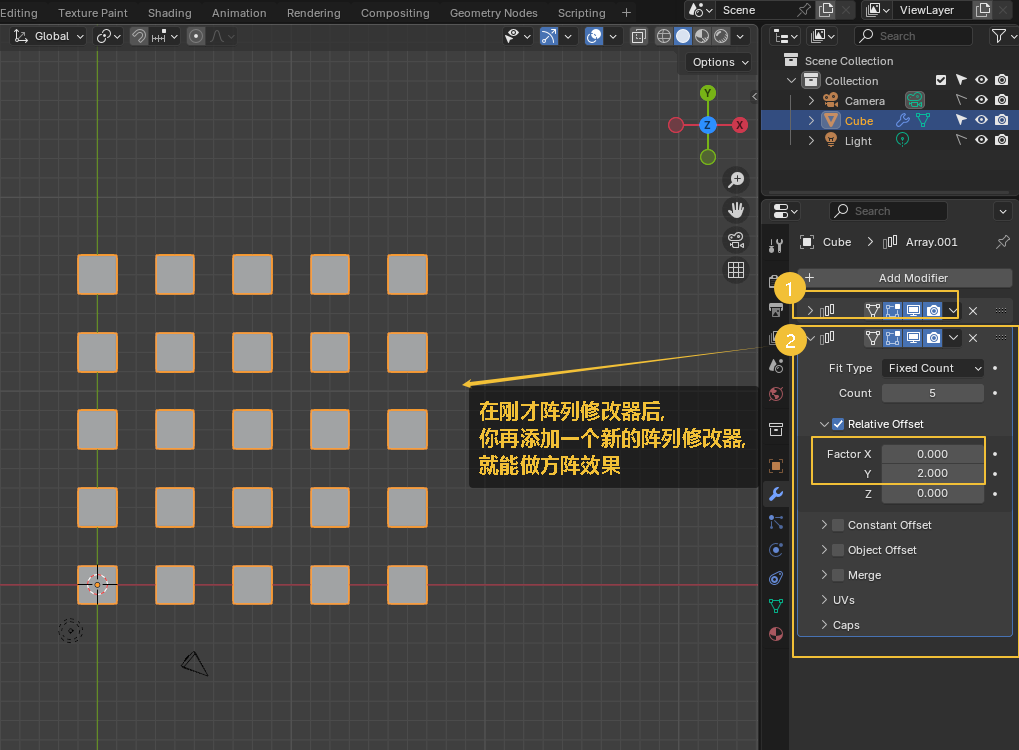 Editing Texture Paint Shading Animation Rendering Compositing Geometry Nodes Scripting + Scene ViewLayer
Global
Search
Options
Scene Collection
Collection
Camera
Cube
Light
Y
X
Z
Search
Cube > Array.001
+ Add Modifier
1
2
Fit Type Fixed Count
Count 5
Relative Offset
Factor X 0.000
Y 2.000
Z 0.000
Constant Offset
Object Offset
Merge
UVs
Caps
在刚才阵列修改器后,
你再添加一个新的阵列修改器,
就能做方阵效果